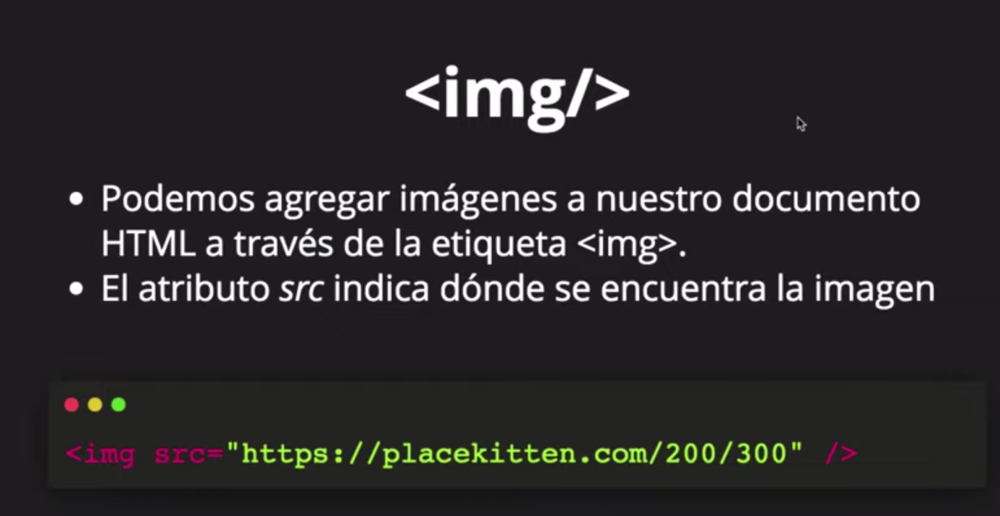 <img/>
• Podemos agregar imágenes a nuestro documento
HTML a través de la etiqueta <img>.
• El atributo src indica dónde se encuentra la imagen
<img src="https://placekitten.com/200/300" />